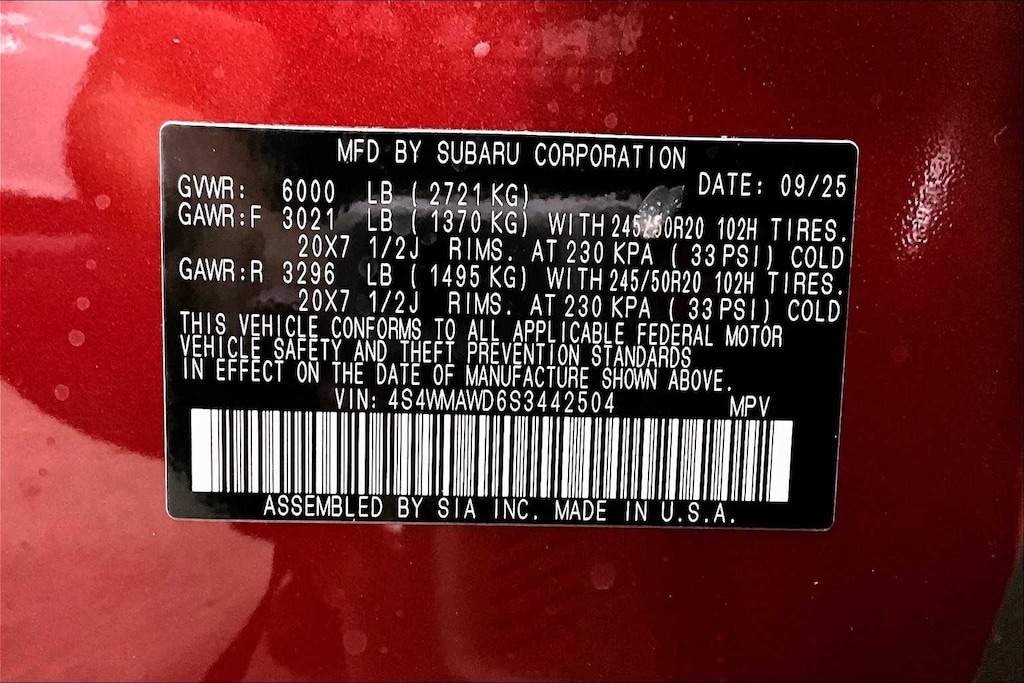 MFD BY SUBARU CORPORATION
GVWR: 6000 LB ( 2721 KG) DATE: 09/25
GAWR:F 3021 LB ( 1370 KG) WITH 245/50R20 102H TIRES.
20X7 1/2J RIMS. AT 230 KPA ( 33 PSI) COLD
GAWR:R 3296 LB ( 1495 KG) WITH 245/50R20 102H TIRES.
20X7 1/2J RIMS. AT 230 KPA ( 33 PSI) COLD
THIS VEHICLE CONFORMS TO ALL APPLICABLE FEDERAL MOTOR
VEHICLE SAFETY AND THEFT PREVENTION STANDARDS
IN EFFECT ON THE DATE OF MANUFACTURE SHOWN ABOVE.
VIN: 4S4WMAWD6S3442504 MPV
ASSEMBLED BY SIA INC. MADE IN U.S.A.